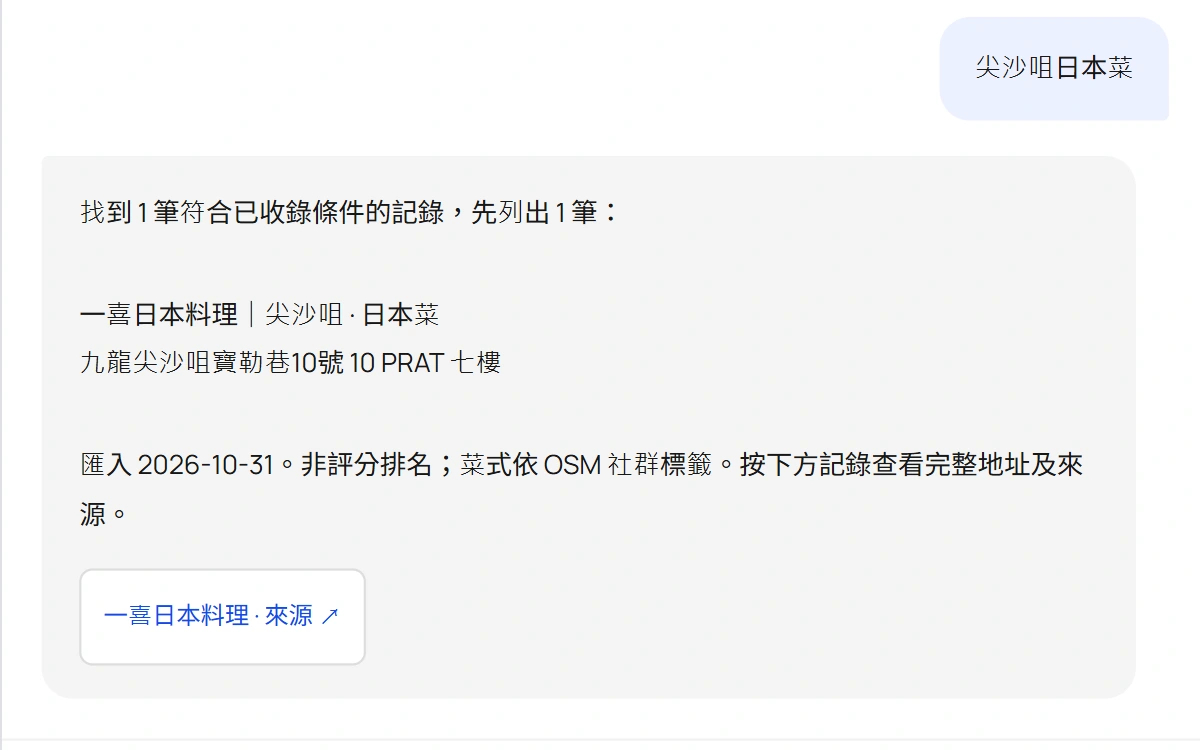 尖沙咀日本菜
找到 1 筆符合已收錄條件的記錄，先列出 1 筆：
一喜日本料理｜尖沙咀 · 日本菜
九龍尖沙咀寶勒巷10號 10 PRAT 七樓
匯入 2026-10-31。非評分排名；菜式依 OSM 社群標籤。按下方記錄查看完整地址及來
源。
一喜日本料理 · 來源 ↗